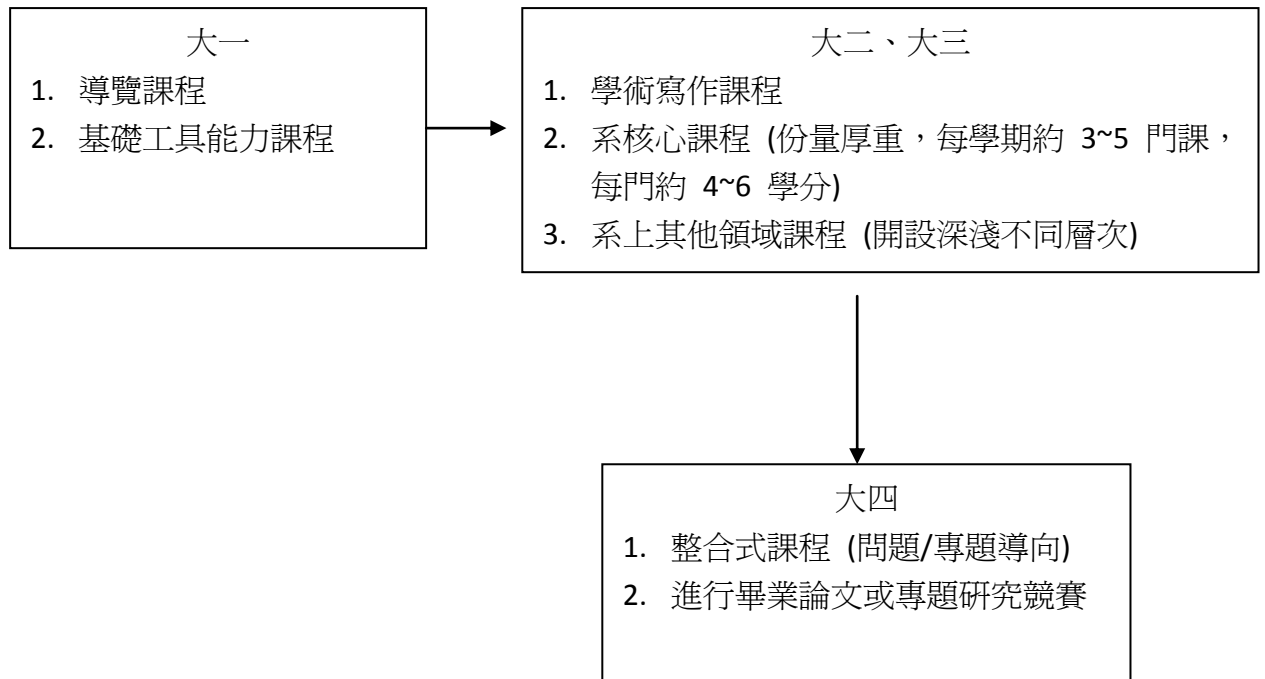 大一
1. 導覽課程
2. 基礎工具能力課程
大二、大三
1. 學術寫作課程
2. 系核心課程 (份量厚重，每學期約 3~5 門課，
每門約 4~6 學分)
3. 系上其他領域課程 (開設深淺不同層次)
大四
1. 整合式課程 (問題/專題導向)
2. 進行畢業論文或專題研究競賽